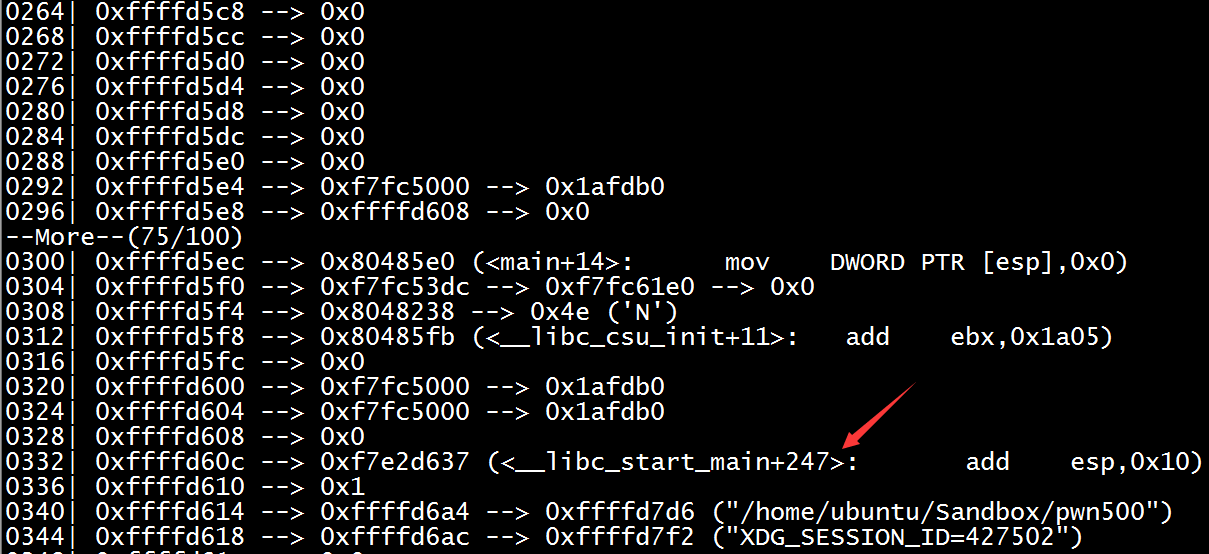 0264| 0xffffd5c8 --> 0x0
0268| 0xffffd5cc --> 0x0
0272| 0xffffd5d0 --> 0x0
0276| 0xffffd5d4 --> 0x0
0280| 0xffffd5d8 --> 0x0
0284| 0xffffd5dc --> 0x0
0288| 0xffffd5e0 --> 0x0
0292| 0xffffd5e4 --> 0xf7fc5000 --> 0x1afdb0
0296| 0xffffd5e8 --> 0xffffd608 --> 0x0
--More--(75/100)
0300| 0xffffd5ec --> 0x80485e0 (<main+14>:      mov    DWORD PTR [esp],0x0)
0304| 0xffffd5f0 --> 0xf7fc53dc --> 0xf7fc61e0 --> 0x0
0308| 0xffffd5f4 --> 0x8048238 --> 0x4e ('N')
0312| 0xffffd5f8 --> 0x80485fb (<__libc_csu_init+11>:   add    ebx,0x1a05)
0316| 0xffffd5fc --> 0x0
0320| 0xffffd600 --> 0xf7fc5000 --> 0x1afdb0
0324| 0xffffd604 --> 0xf7fc5000 --> 0x1afdb0
0328| 0xffffd608 --> 0x0
0332| 0xffffd60c --> 0xf7e2d637 (<__libc_start_main+247>:       add    esp,0x10)
0336| 0xffffd610 --> 0x1
0340| 0xffffd614 --> 0xffffd6a4 --> 0xffffd7d6 ("/home/ubuntu/Sandbox/pwn500")
0344| 0xffffd618 --> 0xffffd6ac --> 0xffffd7f2 ("XDG_SESSION_ID=427502")